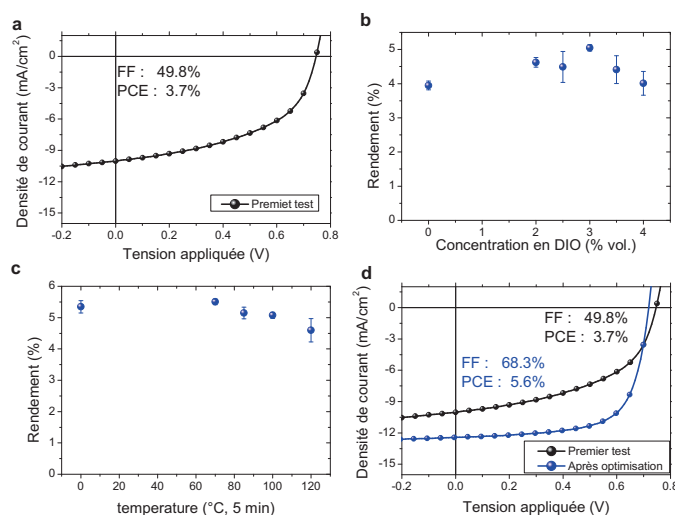 a
Densité de courant (mA/cm²)
0
-3
-6
-9
-12
-15
FF : 49.8%
PCE : 3.7%
Premiet test
-0.2 0.0 0.2 0.4 0.6 0.8
Tension appliquée (V)
b
Rendement (%)
5
4
3
2
1
0
0 1 2 3 4
Concentration en DIO (% vol.)
c
Rendement (%)
6
5
4
3
2
1
0
0 20 40 60 80 100 120
temperature (°C, 5 min)
d
Densité de courant (mA/cm²)
0
-3
-6
-9
-12
-15
FF : 49.8%
PCE : 3.7%
FF : 68.3%
PCE : 5.6%
Premier test
Après optimisation
-0.2 0.0 0.2 0.4 0.6 0.8
Tension appliquée (V)